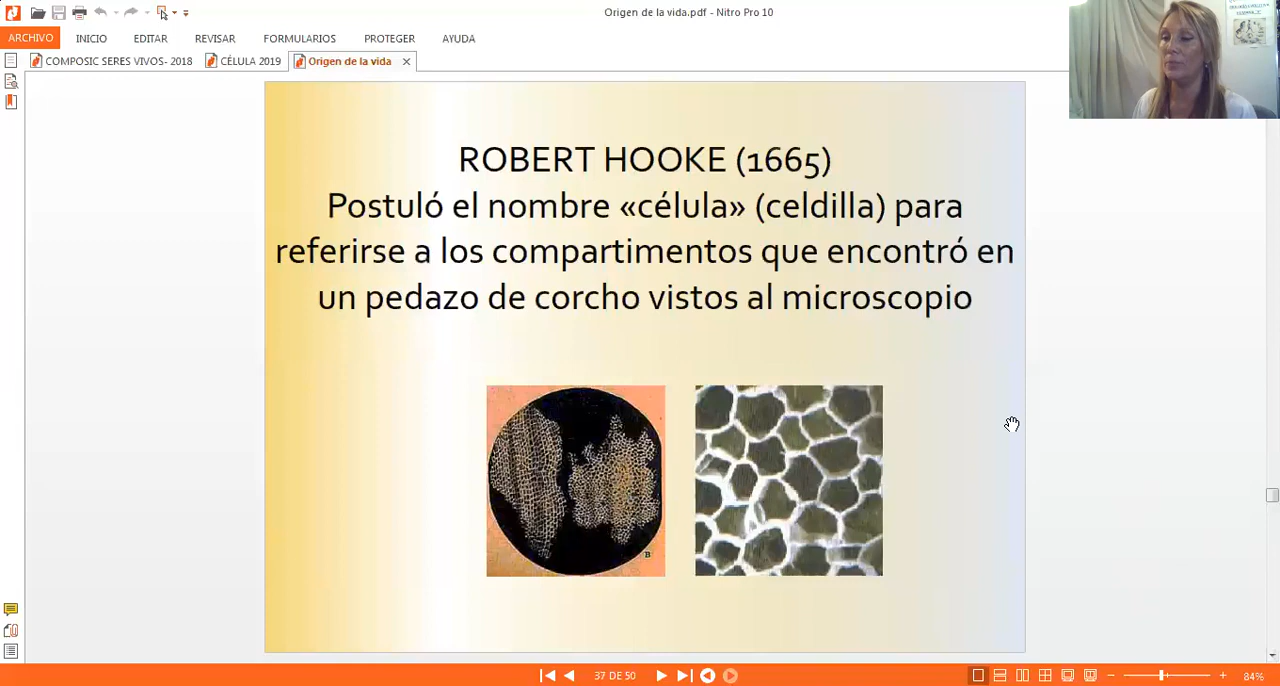 Origen de la vida.pdf - Nitro Pro 10
ARCHIVO INICIO EDITAR REVISAR FORMULARIOS PROTEGER AYUDA
COMPOSIC SERES VIVOS- 2018 CÉLULA 2019 Origen de la vida
ROBERT HOOKE (1665)
Postuló el nombre «célula» (celdilla) para
referirse a los compartimentos que encontró en
un pedazo de corcho vistos al microscopio
B
37 DE 50
84%